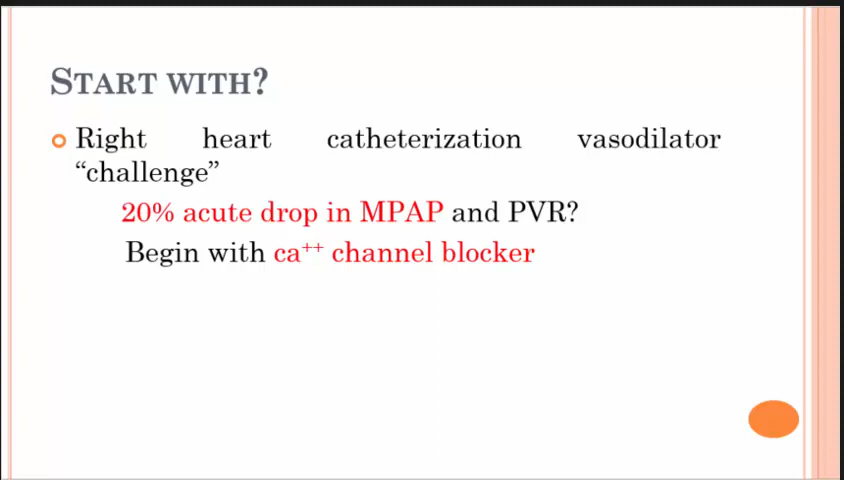 START WITH?
Right heart catheterization vasodilator
“challenge”
20% acute drop in MPAP and PVR?
Begin with ca⁺⁺ channel blocker